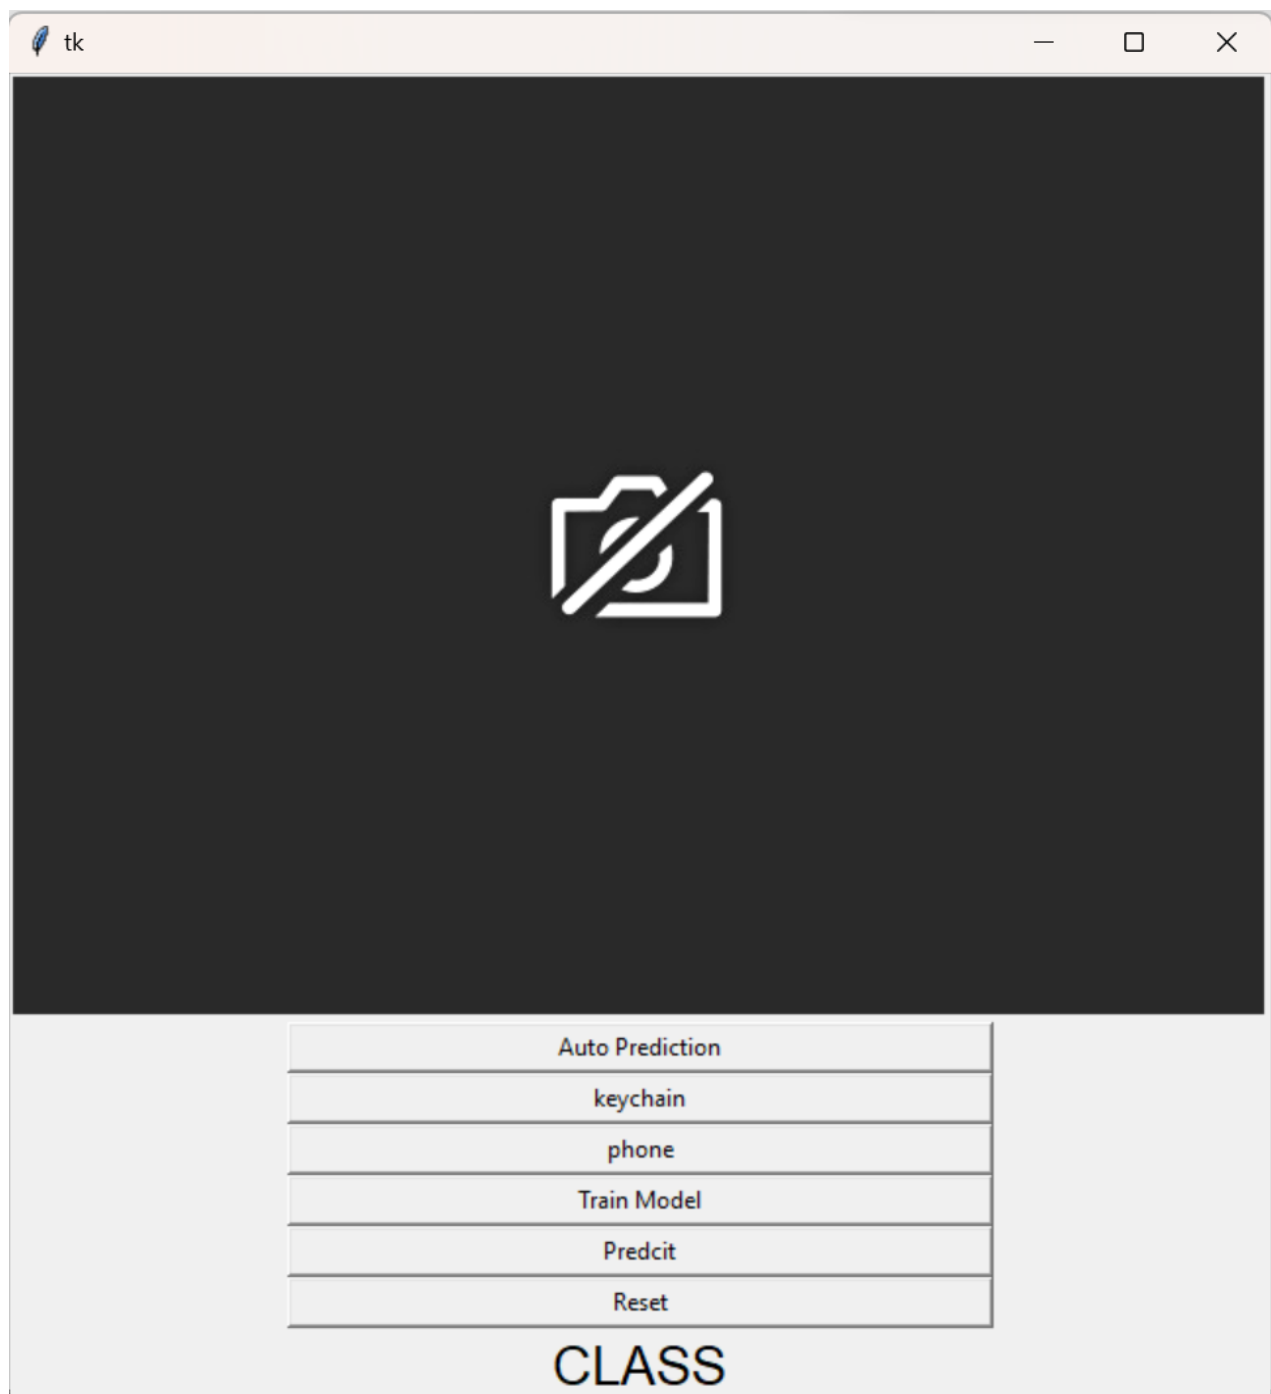 tk
Auto Prediction
keychain
phone
Train Model
Predcit
Reset
CLASS